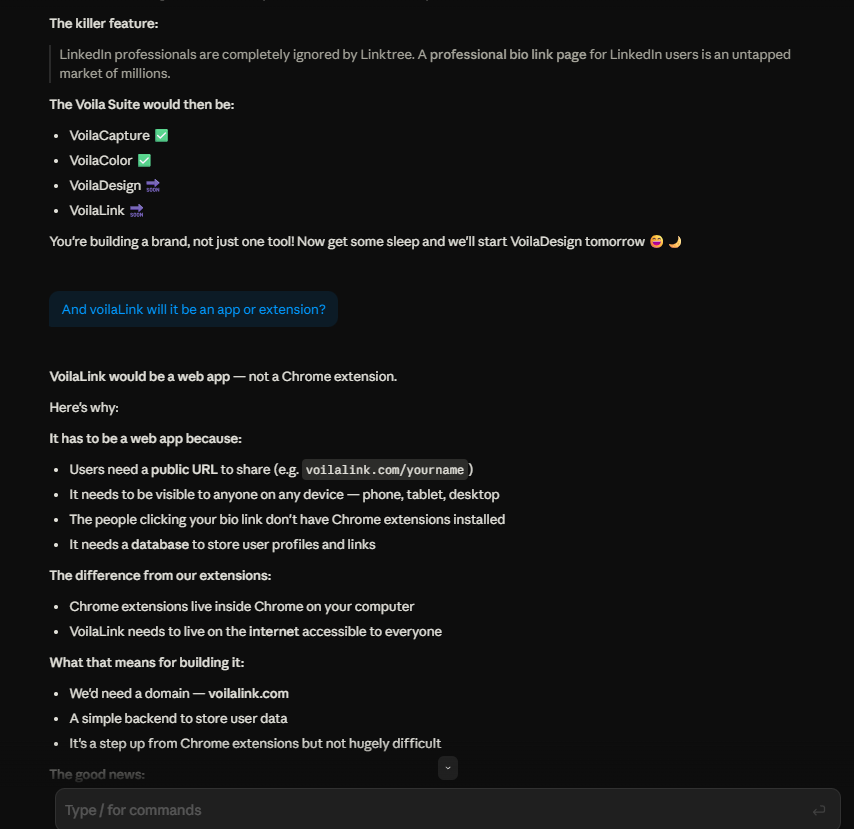 The killer feature:
LinkedIn professionals are completely ignored by Linktree. A professional bio link page for LinkedIn users is an untapped
market of millions.
The Voila Suite would then be:
• VoilaCapture ✅
• VoilaColor ✅
• VoilaDesign 🔜
• VoilaLink 🔜
You're building a brand, not just one tool! Now get some sleep and we'll start VoilaDesign tomorrow 😄 🌙
And voilaLink will it be an app or extension?
VoilaLink would be a web app — not a Chrome extension.
Here's why:
It has to be a web app because:
• Users need a public URL to share (e.g. voilalink.com/yourname)
• It needs to be visible to anyone on any device — phone, tablet, desktop
• The people clicking your bio link don't have Chrome extensions installed
• It needs a database to store user profiles and links
The difference from our extensions:
• Chrome extensions live inside Chrome on your computer
• VoilaLink needs to live on the internet accessible to everyone
What that means for building it:
• We'd need a domain — voilalink.com
• A simple backend to store user data
• It's a step up from Chrome extensions but not hugely difficult
The good news:
Type / for commands